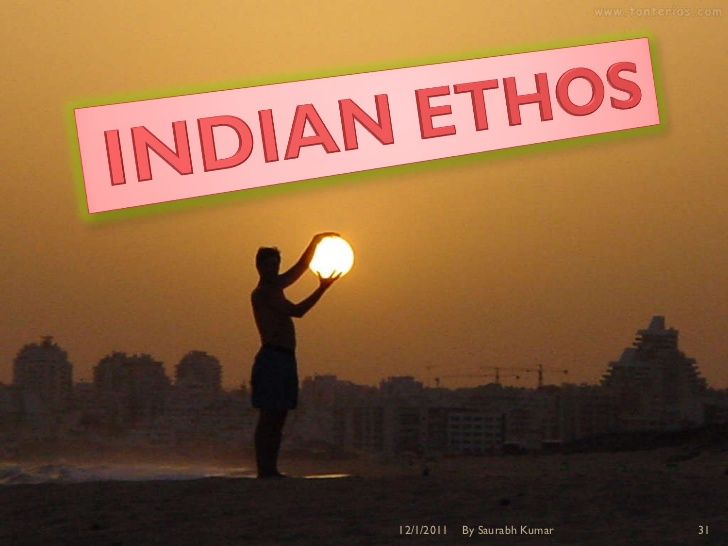 www.tonterias.com
INDIAN ETHOS
12/1/2011 By Saurabh Kumar 31